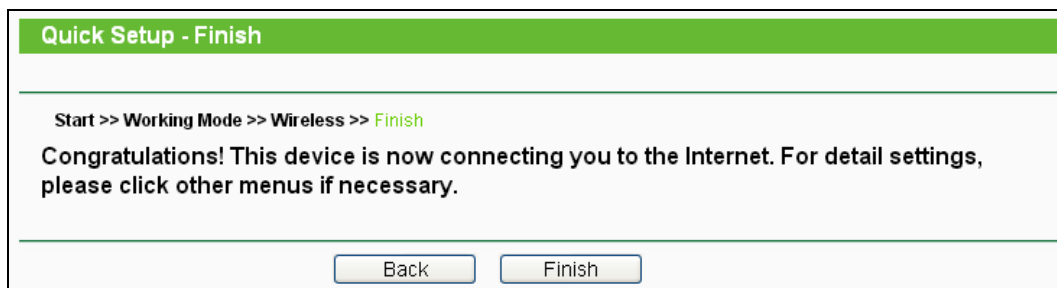 Quick Setup - Finish
Start >> Working Mode >> Wireless >> Finish
Congratulations! This device is now connecting you to the Internet. For detail settings,
please click other menus if necessary.
Back Finish